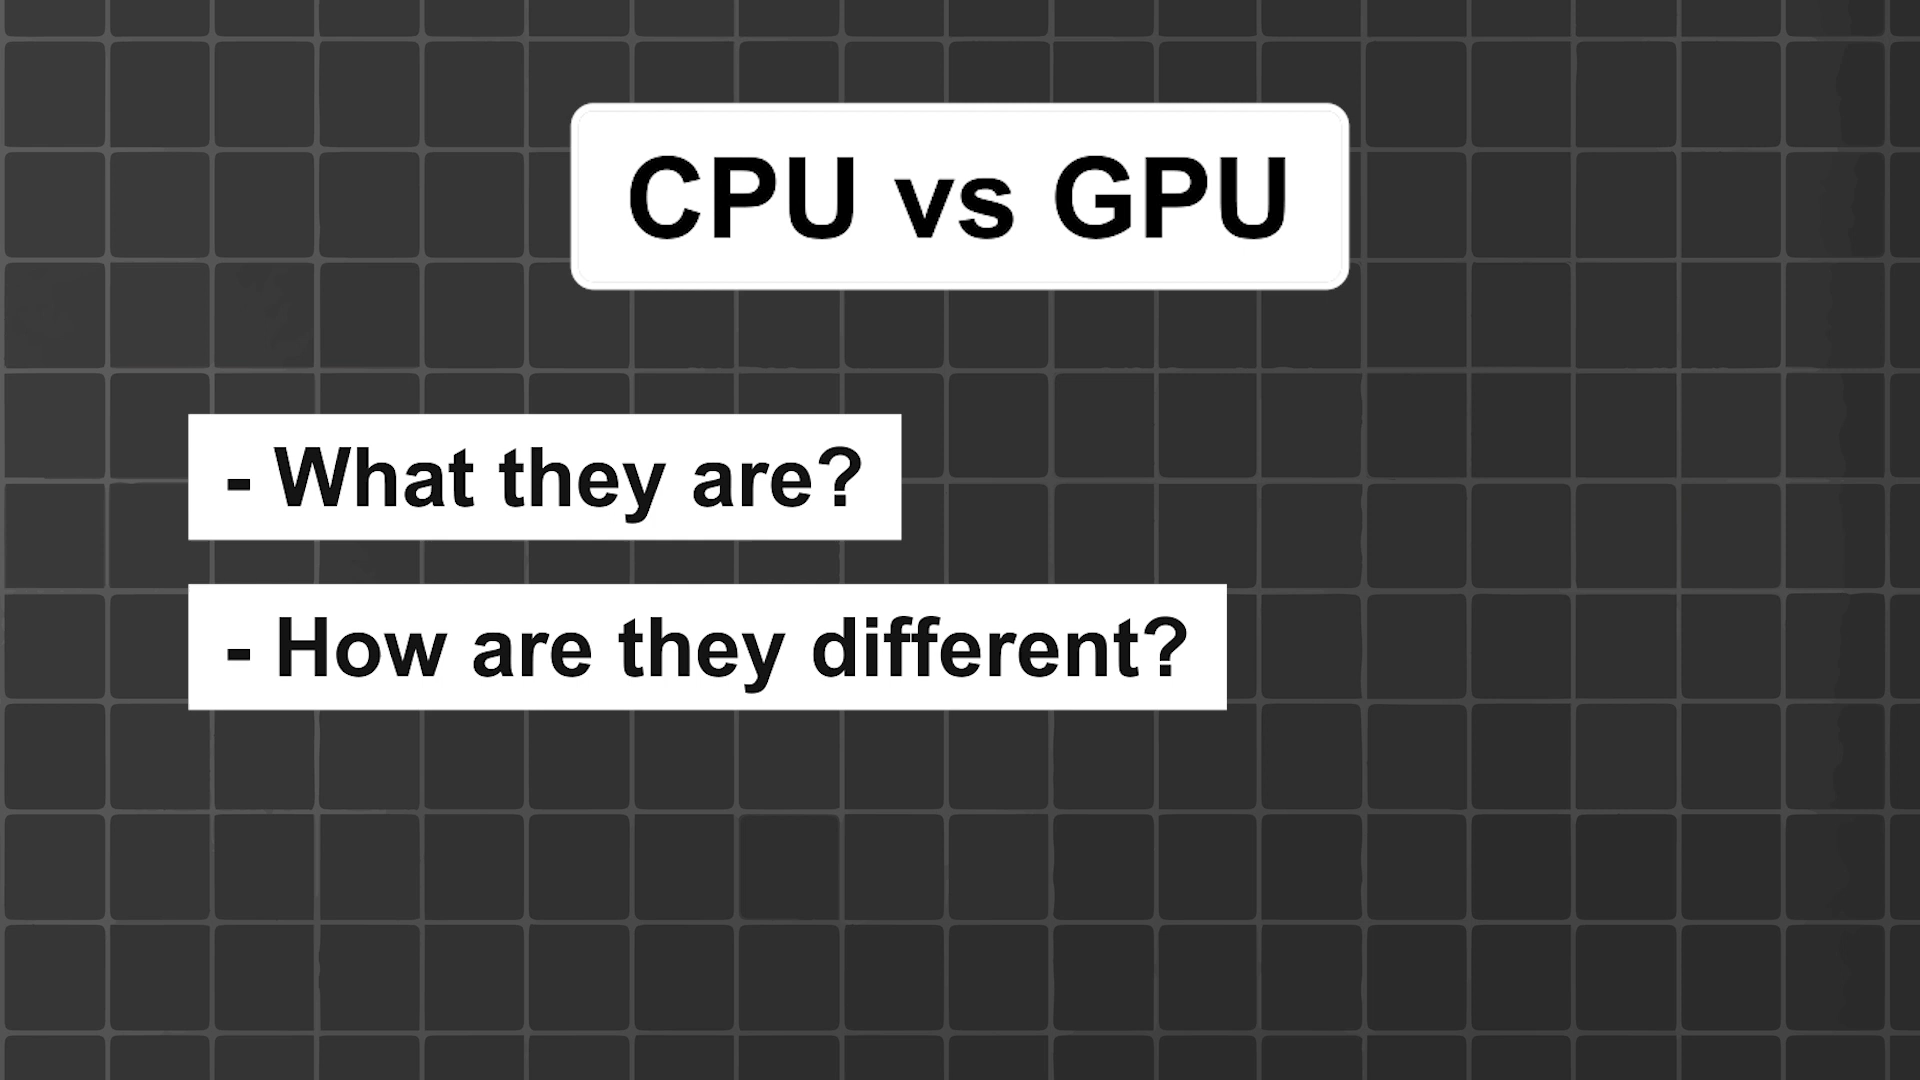 CPU vs GPU
- What they are?
- How are they different?